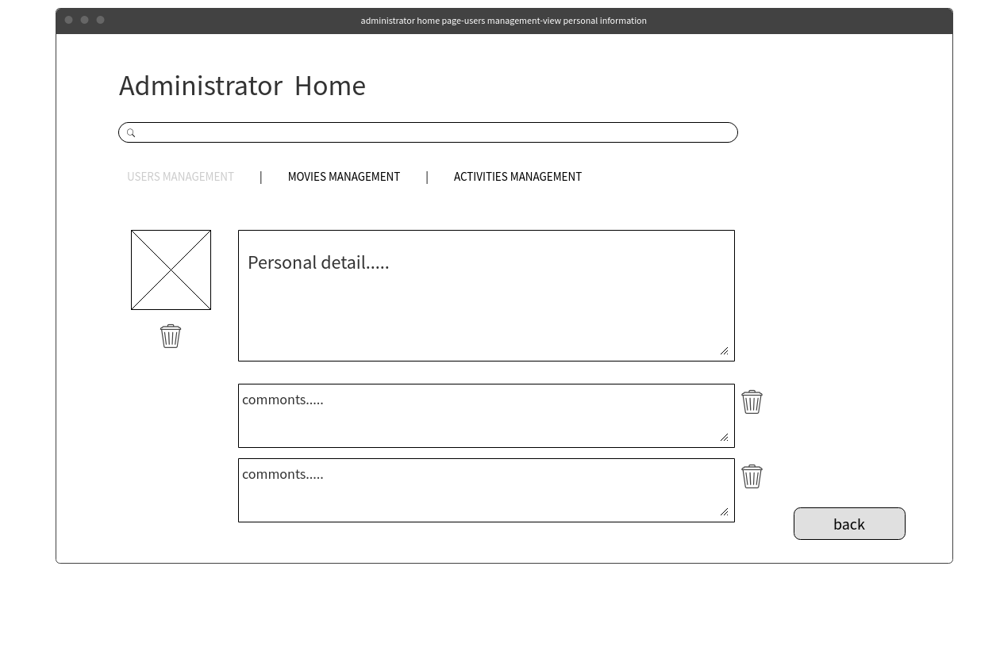 administrator home page-users management-view personal information
Administrator  Home
USERS MANAGEMENT | MOVIES MANAGEMENT | ACTIVITIES MANAGEMENT
Personal detail.....
commonts.....
commonts.....
back